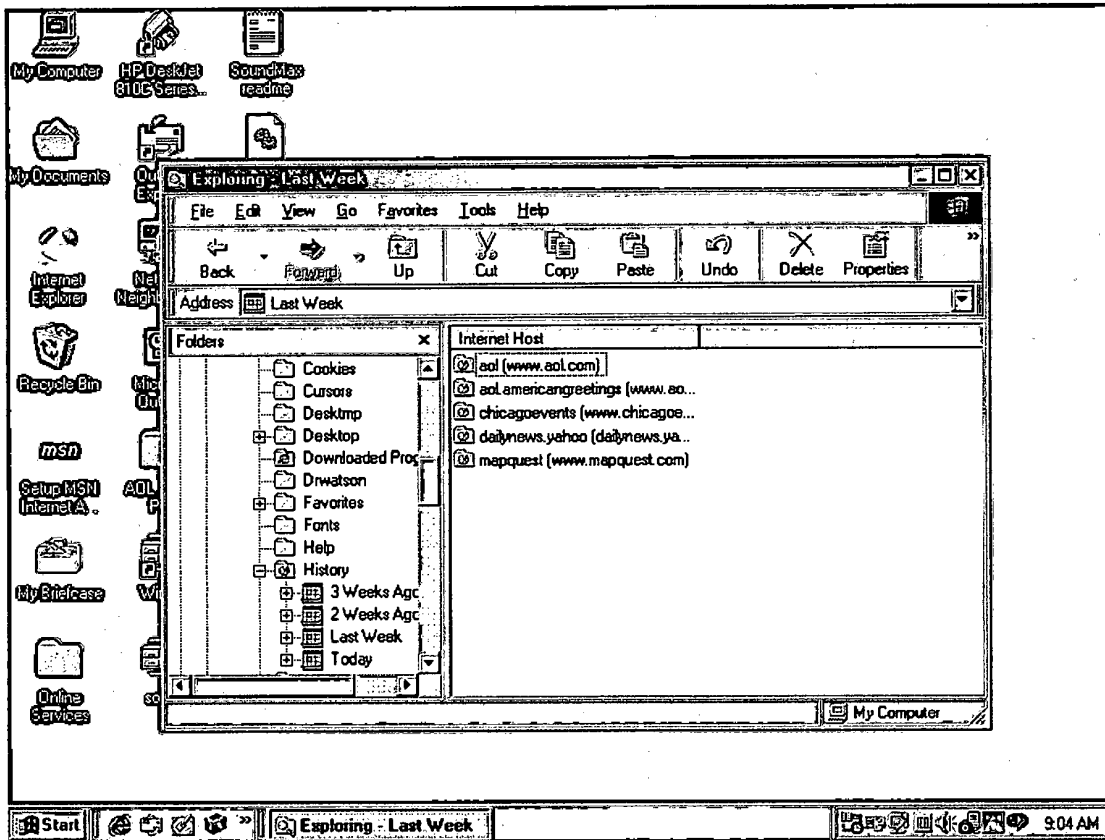 My Computer
HP DeskJet
810C Series...
SoundMax
readme
My Documents
Internet
Explorer
Recycle Bin
msn
Setup MSN
Internet A..
AOL
My Briefcase
Online
Services
Exploring - Last Week
File Edit View Go Favorites Tools Help
Back Forward Up Cut Copy Paste Undo Delete Properties »
Address Last Week
Folders
Cookies
Cursors
Desktmp
Desktop
Downloaded Prog
Drwatson
Favorites
Fonts
Help
History
3 Weeks Ago
2 Weeks Ago
Last Week
Today
Internet Host
aol (www.aol.com)
aol.americangreetings (www.ao...
chicagoevents (www.chicagoe...
dailynews.yahoo (dailynews.ya...
mapquest (www.mapquest.com)
My Computer
Start » Exploring - Last Week 9:04 AM